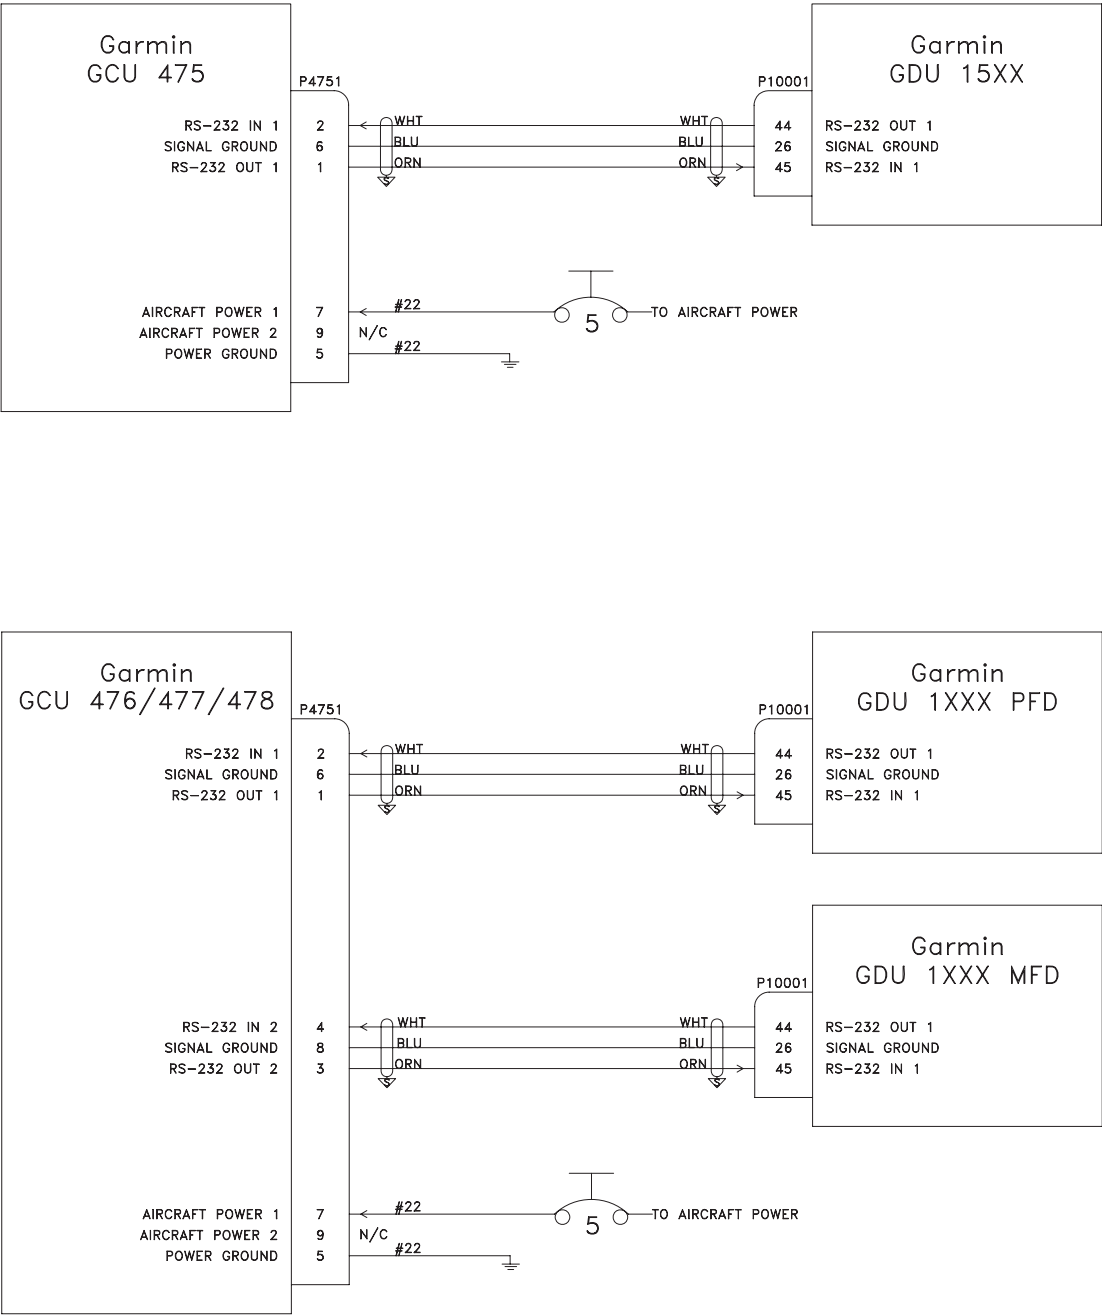 Garmin
GCU 475
P4751
RS-232 IN 1 2 WHT WHT
SIGNAL GROUND 6 BLU BLU
RS-232 OUT 1 1 ORN ORN
S S
Garmin
GDU 15XX
P10001
44 RS-232 OUT 1
26 SIGNAL GROUND
45 RS-232 IN 1
AIRCRAFT POWER 1 7 #22 5 TO AIRCRAFT POWER
AIRCRAFT POWER 2 9 N/C
POWER GROUND 5 #22
Garmin
GCU 476/477/478
P4751
RS-232 IN 1 2 WHT WHT
SIGNAL GROUND 6 BLU BLU
RS-232 OUT 1 1 ORN ORN
S S
Garmin
GDU 1XXX PFD
P10001
44 RS-232 OUT 1
26 SIGNAL GROUND
45 RS-232 IN 1
RS-232 IN 2 4 WHT WHT
SIGNAL GROUND 8 BLU BLU
RS-232 OUT 2 3 ORN ORN
S S
Garmin
GDU 1XXX MFD
P10001
44 RS-232 OUT 1
26 SIGNAL GROUND
45 RS-232 IN 1
AIRCRAFT POWER 1 7 #22 5 TO AIRCRAFT POWER
AIRCRAFT POWER 2 9 N/C
POWER GROUND 5 #22